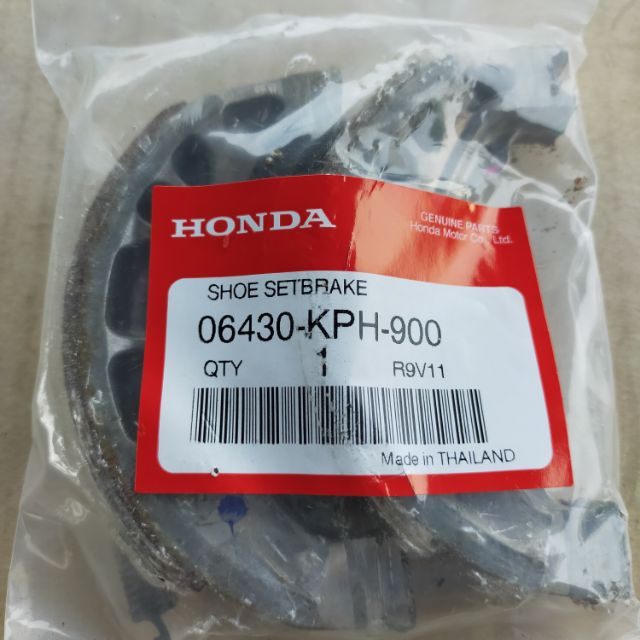 HONDA
GENUINE PARTS
Honda Motor Co., Ltd.
SHOE SETBRAKE
06430-KPH-900
QTY 1 R9V11
Made in THAILAND